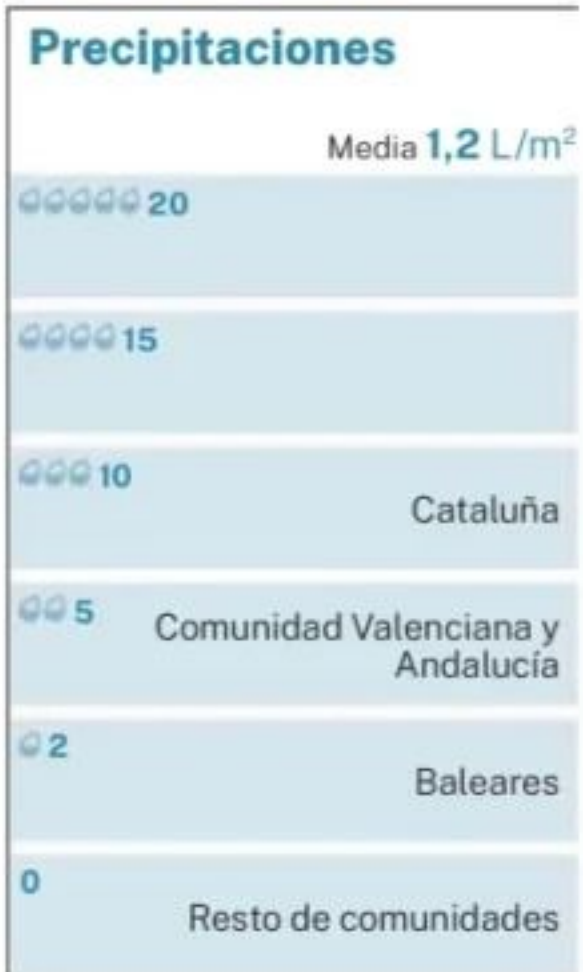 Precipitaciones
Media 1,2 L/m²
20
15
10
Cataluña
5
Comunidad Valenciana y
Andalucía
2
Baleares
0
Resto de comunidades